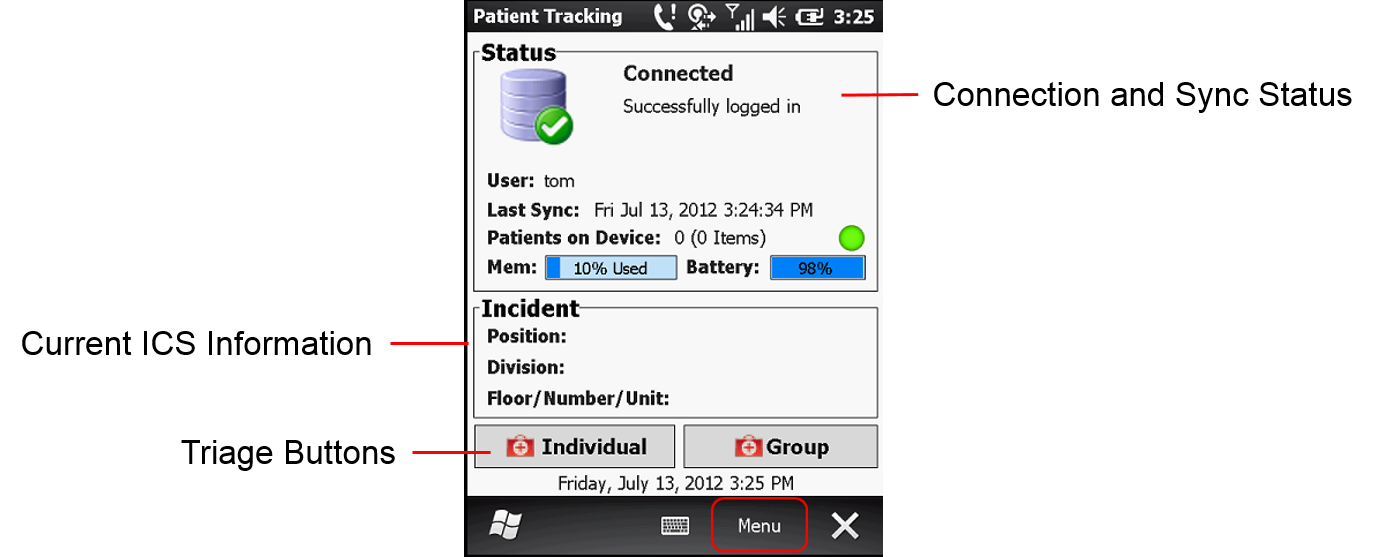 Patient Tracking 3:25
Status
Connected
Successfully logged in
Connection and Sync Status
User: tom
Last Sync: Fri Jul 13, 2012 3:24:34 PM
Patients on Device: 0 (0 Items)
Mem: 10% Used Battery: 98%
Incident
Position:
Current ICS Information
Division:
Floor/Number/Unit:
Triage Buttons
Individual Group
Friday, July 13, 2012 3:25 PM
Menu